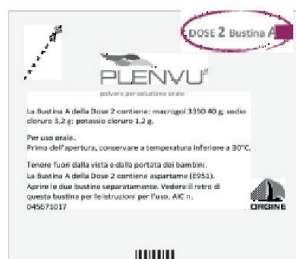 DOSE 2 Bustina A
PLENVU
polvere per soluzione orale
La Bustina A della Dose 2 contiene: macrogol 3350 40 g; sodio
cloruro 3,2 g; potassio cloruro 1,2 g.
Per uso orale.
Prima dell'apertura, conservare a temperatura inferiore a 30°C.
Tenere fuori dalla vista e dalla portata dei bambini.
La Bustina A della Dose 2 contiene aspartame (E951).
Aprire le due bustine separatamente. Vedere il retro di
questa bustina per le istruzioni per l'uso. AIC n.
045671017
NORGINE